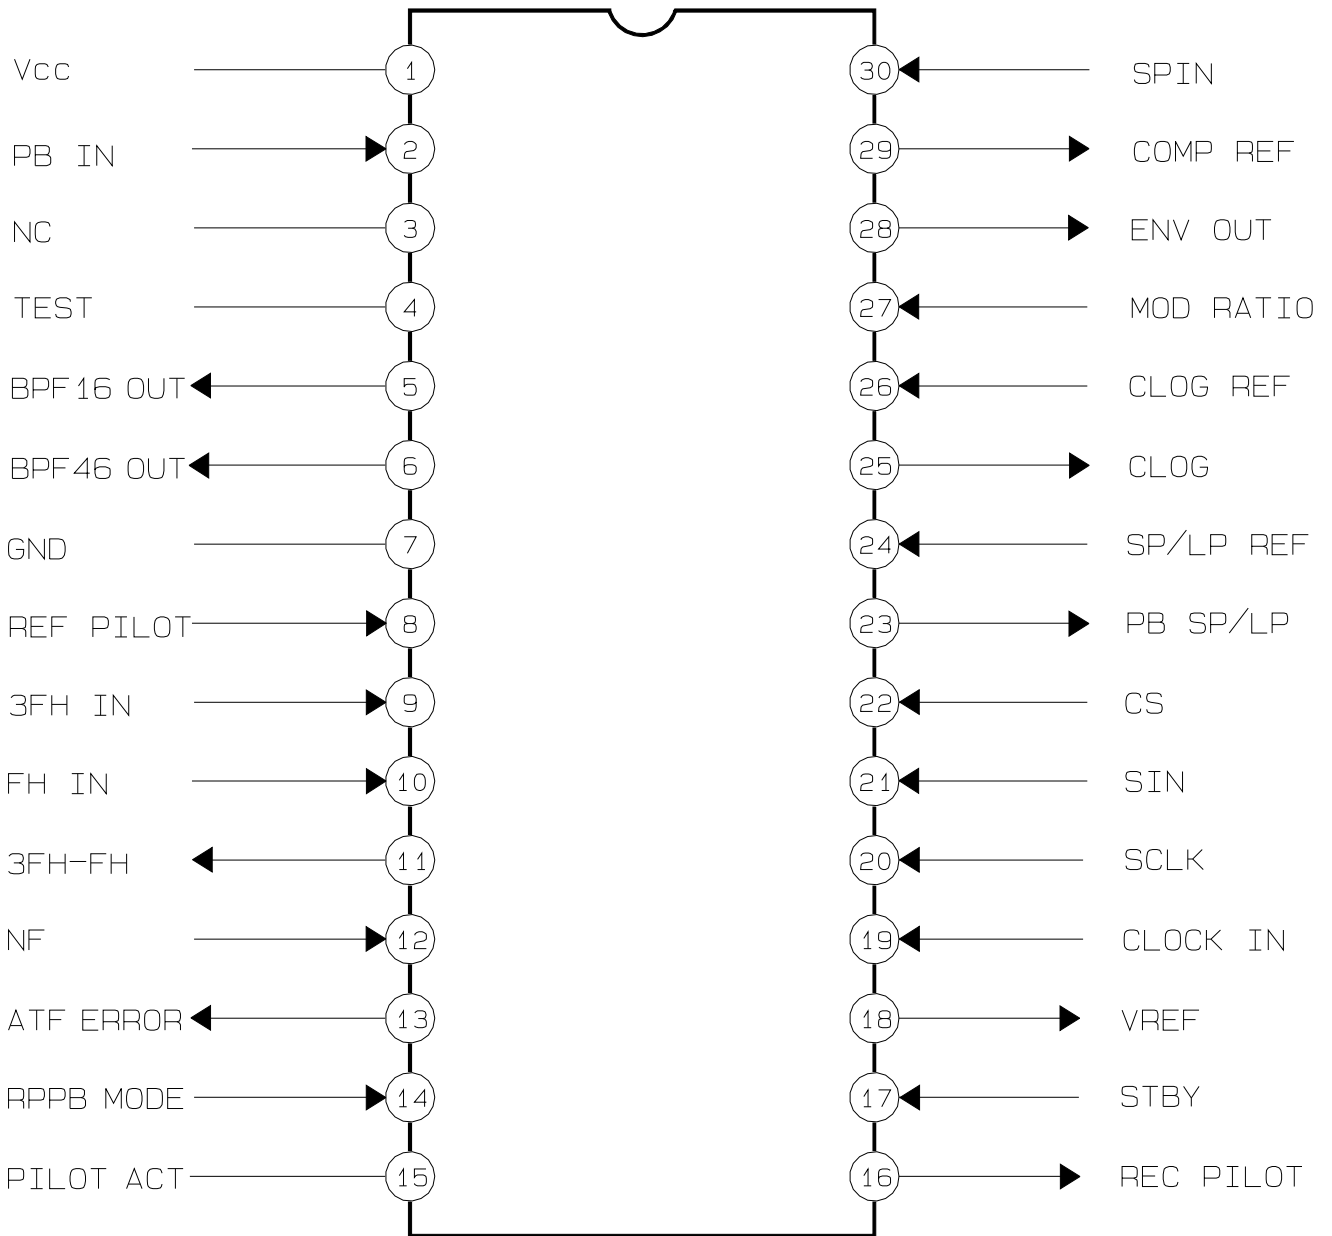 Vcc 1 30 SPIN
PB IN 2 29 COMP REF
NC 3 28 ENV OUT
TEST 4 27 MOD RATIO
BPF16 OUT 5 26 CLOG REF
BPF46 OUT 6 25 CLOG
GND 7 24 SP/LP REF
REF PILOT 8 23 PB SP/LP
3FH IN 9 22 CS
FH IN 10 21 SIN
3FH-FH 11 20 SCLK
NF 12 19 CLOCK IN
ATF ERROR 13 18 VREF
RPPB MODE 14 17 STBY
PILOT ACT 15 16 REC PILOT